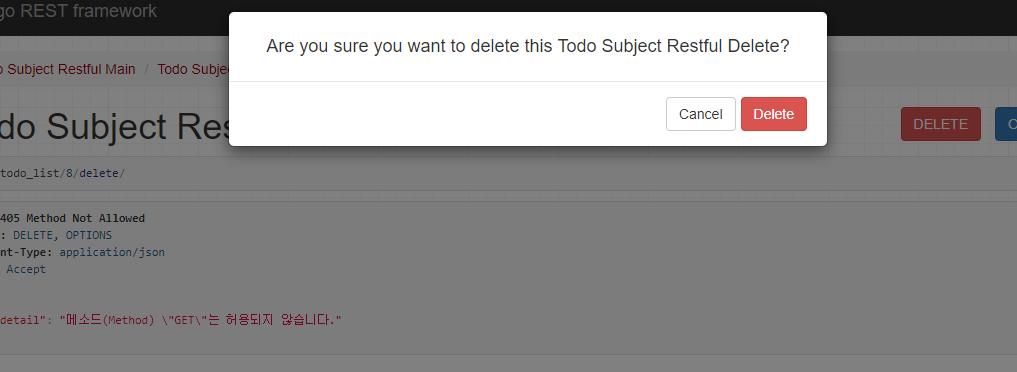 go REST framework
Are you sure you want to delete this Todo Subject Restful Delete?
o Subject Restful Main / Todo Subje
Cancel Delete
do Subject Res
DELETE
todo_list/8/delete/
405 Method Not Allowed
: DELETE, OPTIONS
nt-Type: application/json
Accept
detail": "메소드(Method) \"GET\"는 허용되지 않습니다."